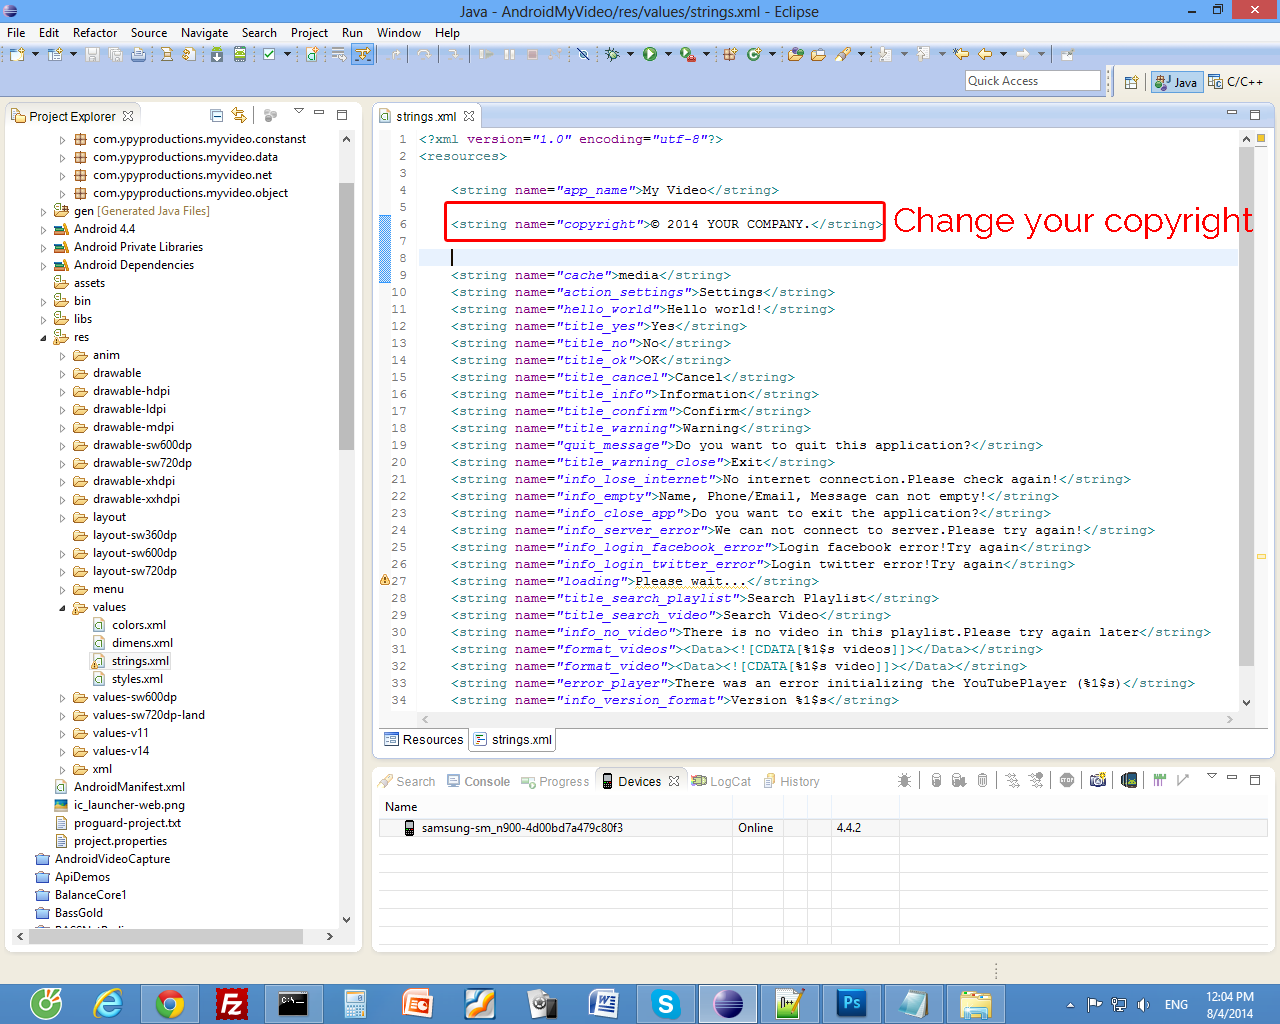 Java - AndroidMyVideo/res/values/strings.xml - Eclipse
File Edit Refactor Source Navigate Search Project Run Window Help
Quick Access
Java
C/C++
Project Explorer
com.ypyproductions.myvideo.constanst
com.ypyproductions.myvideo.data
com.ypyproductions.myvideo.net
com.ypyproductions.myvideo.object
gen [Generated Java Files]
Android 4.4
Android Private Libraries
Android Dependencies
assets
bin
libs
res
anim
drawable
drawable-hdpi
drawable-ldpi
drawable-mdpi
drawable-sw600dp
drawable-sw720dp
drawable-xhdpi
drawable-xxhdpi
layout
layout-sw360dp
layout-sw600dp
layout-sw720dp
menu
values
colors.xml
dimens.xml
strings.xml
styles.xml
values-sw600dp
values-sw720dp-land
values-v11
values-v14
xml
AndroidManifest.xml
ic_launcher-web.png
proguard-project.txt
project.properties
AndroidVideoCapture
ApiDemos
BalanceCore1
BassGold
strings.xml
1 <?xml version="1.0" encoding="utf-8"?>
2 <resources>
3
4 <string name="app_name">My Video</string>
5
6 <string name="copyright">© 2014 YOUR COMPANY.</string>
Change your copyright
7
8
9 <string name="cache">media</string>
10 <string name="action_settings">Settings</string>
11 <string name="hello_world">Hello world!</string>
12 <string name="title_yes">Yes</string>
13 <string name="title_no">No</string>
14 <string name="title_ok">OK</string>
15 <string name="title_cancel">Cancel</string>
16 <string name="title_info">Information</string>
17 <string name="title_confirm">Confirm</string>
18 <string name="title_warning">Warning</string>
19 <string name="quit_message">Do you want to quit this application?</string>
20 <string name="title_warning_close">Exit</string>
21 <string name="info_lose_internet">No internet connection.Please check again!</string>
22 <string name="info_empty">Name, Phone/Email, Message can not empty!</string>
23 <string name="info_close_app">Do you want to exit the application?</string>
24 <string name="info_server_error">We can not connect to server.Please try again!</string>
25 <string name="info_login_facebook_error">Login facebook error!Try again</string>
26 <string name="info_login_twitter_error">Login twitter error!Try again</string>
27 <string name="loading">Please wait...</string>
28 <string name="title_search_playlist">Search Playlist</string>
29 <string name="title_search_video">Search Video</string>
30 <string name="info_no_video">There is no video in this playlist.Please try again later</string>
31 <string name="format_videos"><Data><![CDATA[%1$s videos]]></Data></string>
32 <string name="format_video"><Data><![CDATA[%1$s video]]></Data></string>
33 <string name="error_player">There was an error initializing the YouTubePlayer (%1$s)</string>
34 <string name="info_version_format">Version %1$s</string>
Resources
strings.xml
Search Console Progress Devices LogCat History
Name
samsung-sm_n900-4d00bd7a479c80f3 Online 4.4.2
ENG
12:04 PM
8/4/2014